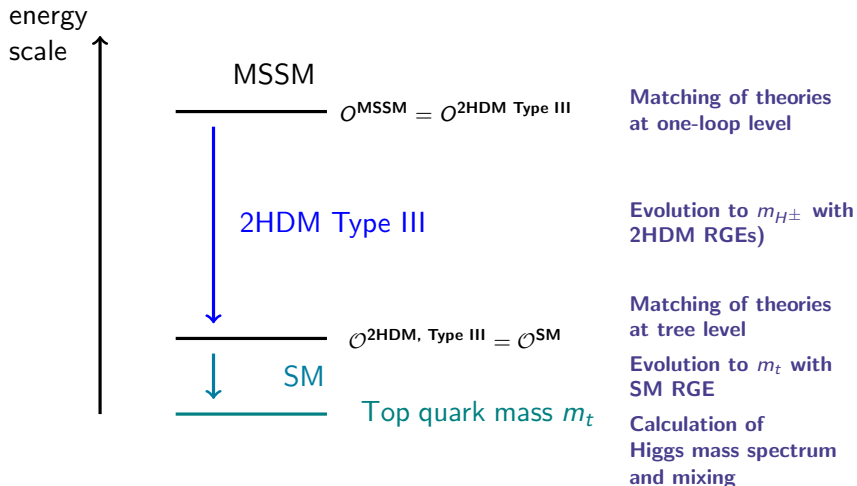 energy
scale
MSSM
O^MSSM = O^2HDM Type III
Matching of theories
at one-loop level
2HDM Type III
Evolution to m_H± with
2HDM RGEs)
Matching of theories
at tree level
𝒪^2HDM, Type III = 𝒪^SM
Evolution to m_t with
SM RGE
SM
Top quark mass m_t
Calculation of
Higgs mass spectrum
and mixing